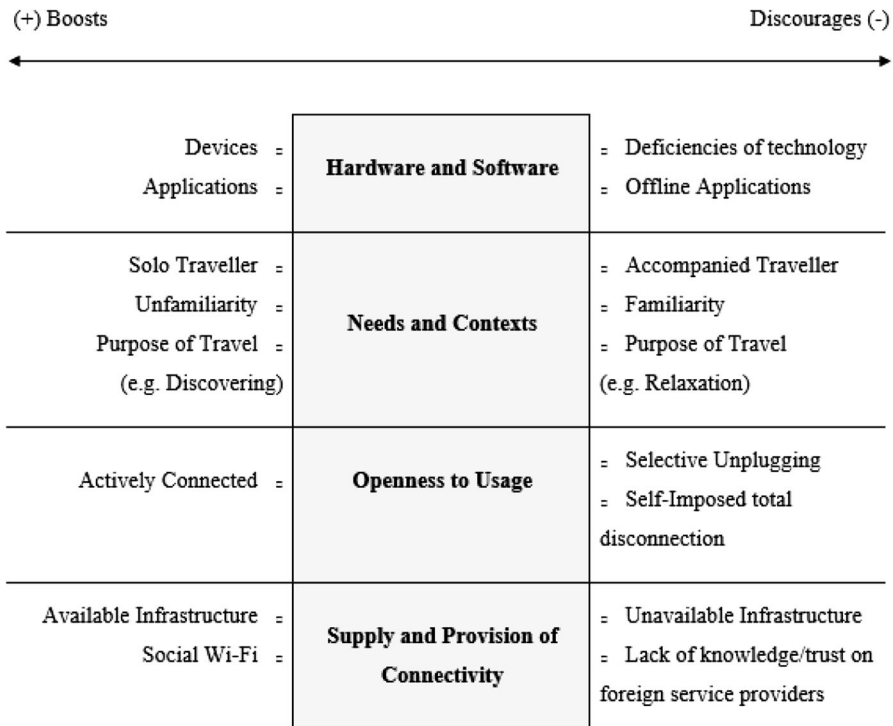 (+) Boosts Discourages (-)
Devices = Hardware and Software = Deficiencies of technology
Applications = = Offline Applications
Solo Traveller = Needs and Contexts = Accompanied Traveller
Unfamiliarity = = Familiarity
Purpose of Travel = = Purpose of Travel
(e.g. Discovering) (e.g. Relaxation)
Actively Connected = Openness to Usage = Selective Unplugging
= Self-Imposed total
disconnection
Available Infrastructure = Supply and Provision of = Unavailable Infrastructure
Social Wi-Fi = Connectivity = Lack of knowledge/trust on
foreign service providers